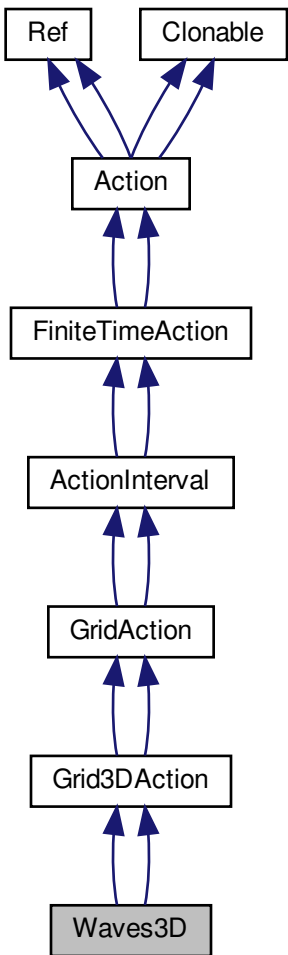 Ref
Clonable
Action
FiniteTimeAction
ActionInterval
GridAction
Grid3DAction
Waves3D